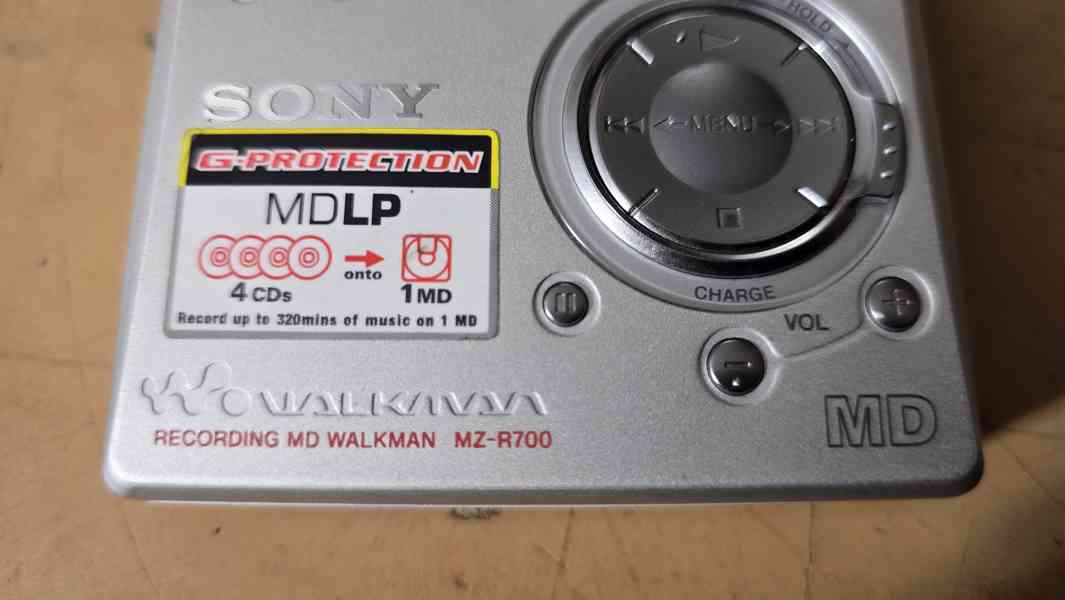 HOLD
SONY
MENU
G-PROTECTION
MDLP
onto
4 CDs
1 MD
Record up to 320mins of music on 1 MD
CHARGE
VOL
WALKMAN
RECORDING MD WALKMAN MZ-R700
MD